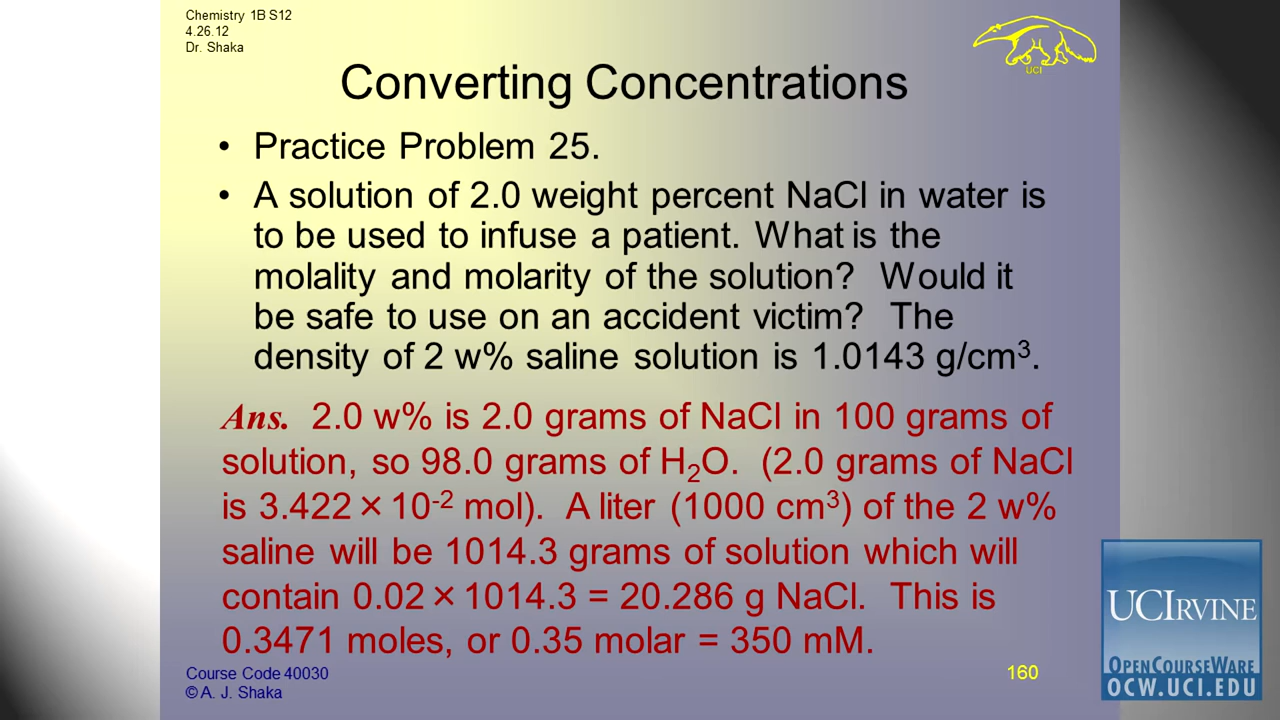 Chemistry 1B S12
4.26.12
Dr. Shaka
UCI
Converting Concentrations
• Practice Problem 25.
• A solution of 2.0 weight percent NaCl in water is
to be used to infuse a patient. What is the
molality and molarity of the solution? Would it
be safe to use on an accident victim? The
density of 2 w% saline solution is 1.0143 g/cm³.
Ans. 2.0 w% is 2.0 grams of NaCl in 100 grams of
solution, so 98.0 grams of H₂O. (2.0 grams of NaCl
is 3.422 × 10⁻² mol). A liter (1000 cm³) of the 2 w%
saline will be 1014.3 grams of solution which will
contain 0.02 × 1014.3 = 20.286 g NaCl. This is
0.3471 moles, or 0.35 molar = 350 mM.
Course Code 40030
© A. J. Shaka
160
UCIRVINE
OPENCOURSEWARE
OCW.UCI.EDU